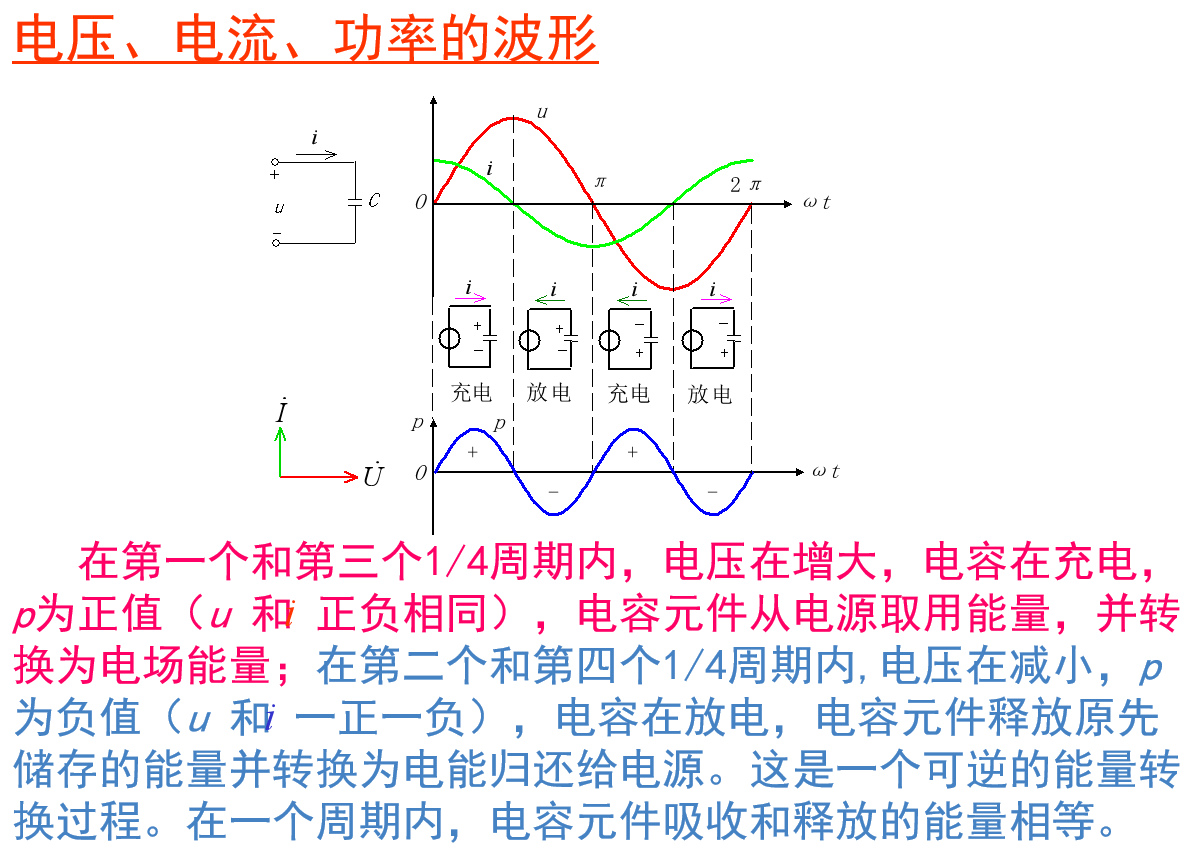 电压、电流、功率的波形
u
i
i
π
2 π
+
u
C
O
ω t
−
i
i
i
i
+
−
+
−
−
+
−
+
充电
放电
充电
放电
İ
p
p
+
+
U̇
O
ω t
−
−
在第一个和第三个1/4周期内，电压在增大，电容在充电，
p为正值（u 和i 正负相同），电容元件从电源取用能量，并转
换为电场能量；在第二个和第四个1/4周期内,电压在减小，p
为负值（u 和i 一正一负），电容在放电，电容元件释放原先
储存的能量并转换为电能归还给电源。这是一个可逆的能量转
换过程。在一个周期内，电容元件吸收和释放的能量相等。